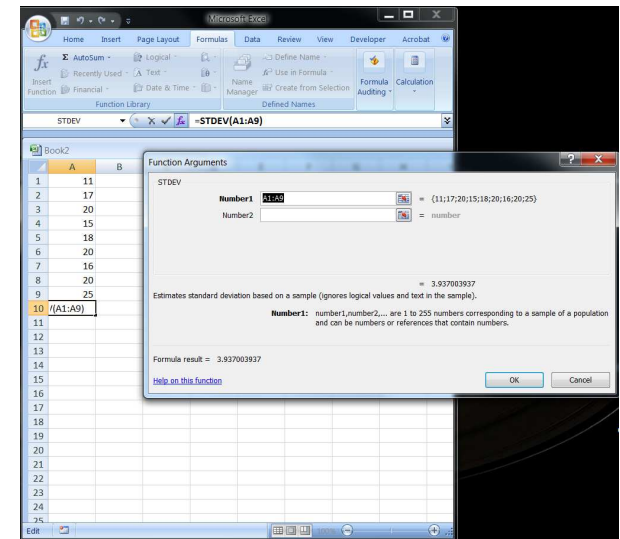 Microsoft Excel
Home Insert Page Layout Formulas Data Review View Developer Acrobat
fx
Insert Function
Σ AutoSum
Recently Used
Financial
Logical
Text
Date & Time
Function Library
Name Manager
Define Name
Use in Formula
Create from Selection
Defined Names
Formula Auditing
Calculation
STDEV fx =STDEV(A1:A9)
Book2
A B
1 11
2 17
3 20
4 15
5 18
6 20
7 16
8 20
9 25
10 /(A1:A9)
11
12
13
14
15
16
17
18
19
20
21
22
23
24
25
Function Arguments ? X
STDEV
Number1 A1:A9 = {11;17;20;15;18;20;16;20;25}
Number2 = number
= 3.937003937
Estimates standard deviation based on a sample (ignores logical values and text in the sample).
Number1: number1,number2,... are 1 to 255 numbers corresponding to a sample of a population
and can be numbers or references that contain numbers.
Formula result = 3.937003937
Help on this function
OK Cancel
Edit 100%